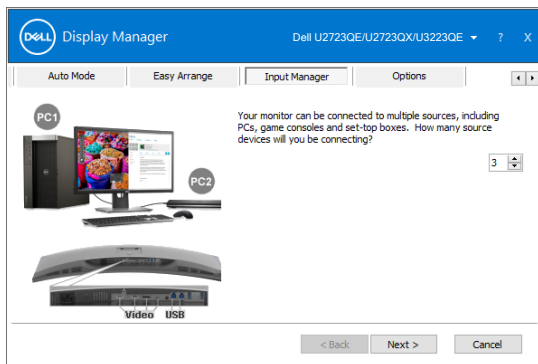 DELL Display Manager
Dell U2723QE/U2723QX/U3223QE ? X
Auto Mode Easy Arrange Input Manager Options
PC1
Your monitor can be connected to multiple sources, including
PCs, game consoles and set-top boxes. How many source
devices will you be connecting?
3
PC2
Video USB
< Back Next > Cancel